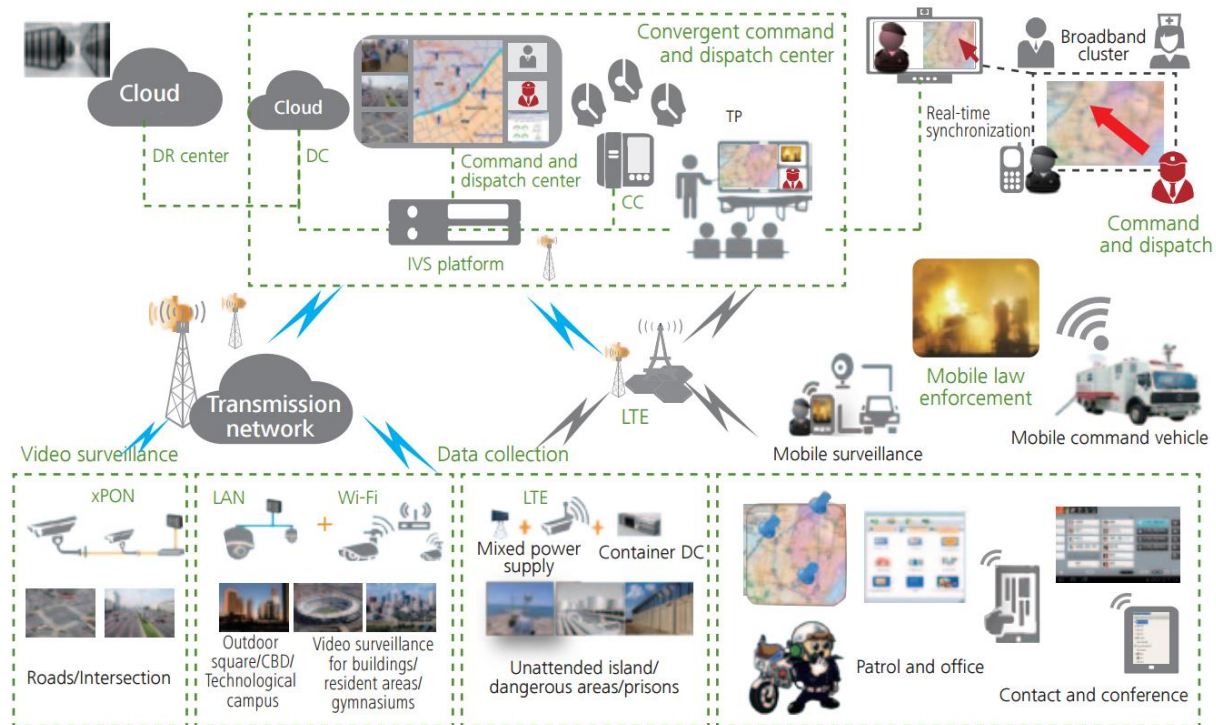 Cloud
DR center
Cloud
DC
Command and
dispatch center
Convergent command
and dispatch center
CC
TP
IVS platform
Broadband
cluster
Real-time
synchronization
Command
and dispatch
Transmission
network
LTE
Mobile surveillance
Mobile law
enforcement
Mobile command vehicle
Video surveillance
Data collection
xPON
Roads/Intersection
LAN
+
Wi-Fi
Outdoor
square/CBD/
Technological
campus
Video surveillance
for buildings/
resident areas/
gymnasiums
LTE
+
+
Mixed power
supply
Container DC
Unattended island/
dangerous areas/prisons
Patrol and office
Contact and conference